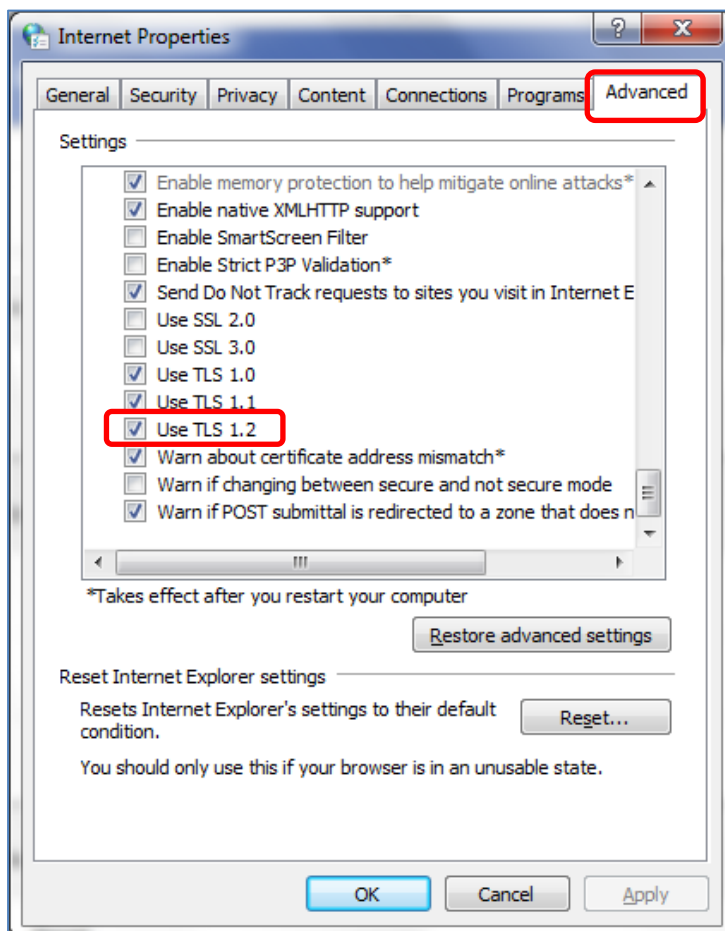 Internet Properties
General Security Privacy Content Connections Programs Advanced
Settings
Enable memory protection to help mitigate online attacks*
Enable native XMLHTTP support
Enable SmartScreen Filter
Enable Strict P3P Validation*
Send Do Not Track requests to sites you visit in Internet E
Use SSL 2.0
Use SSL 3.0
Use TLS 1.0
Use TLS 1.1
Use TLS 1.2
Warn about certificate address mismatch*
Warn if changing between secure and not secure mode
Warn if POST submittal is redirected to a zone that does n
*Takes effect after you restart your computer
Restore advanced settings
Reset Internet Explorer settings
Resets Internet Explorer's settings to their default
condition.
Reset...
You should only use this if your browser is in an unusable state.
OK Cancel Apply